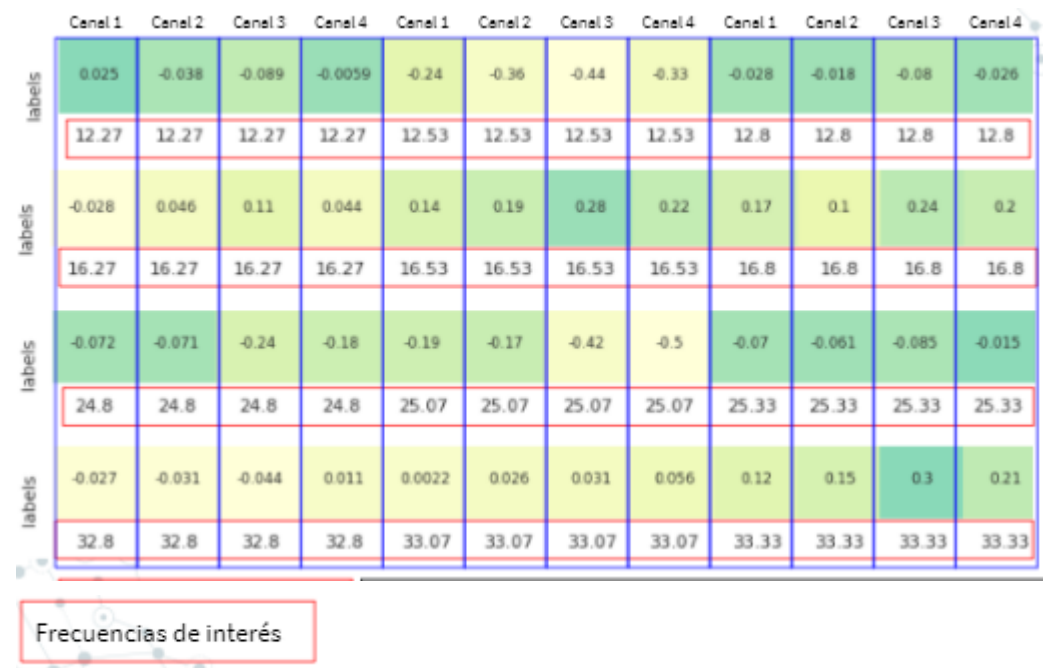 Canal 1 Canal 2 Canal 3 Canal 4 Canal 1 Canal 2 Canal 3 Canal 4 Canal 1 Canal 2 Canal 3 Canal 4
labels 0.025 -0.038 -0.089 -0.0059 -0.24 -0.36 -0.44 -0.33 -0.028 -0.018 -0.08 -0.026
12.27 12.27 12.27 12.27 12.53 12.53 12.53 12.53 12.8 12.8 12.8 12.8
labels -0.028 0.046 0.11 0.044 0.14 0.19 0.28 0.22 0.17 0.1 0.24 0.2
16.27 16.27 16.27 16.27 16.53 16.53 16.53 16.53 16.8 16.8 16.8 16.8
labels -0.072 -0.071 -0.24 -0.18 -0.19 -0.17 -0.42 -0.5 -0.07 -0.061 -0.085 -0.015
24.8 24.8 24.8 24.8 25.07 25.07 25.07 25.07 25.33 25.33 25.33 25.33
labels -0.027 -0.031 -0.044 0.011 0.0022 0.026 0.031 0.056 0.12 0.15 0.3 0.21
32.8 32.8 32.8 32.8 33.07 33.07 33.07 33.07 33.33 33.33 33.33 33.33
Frecuencias de interés